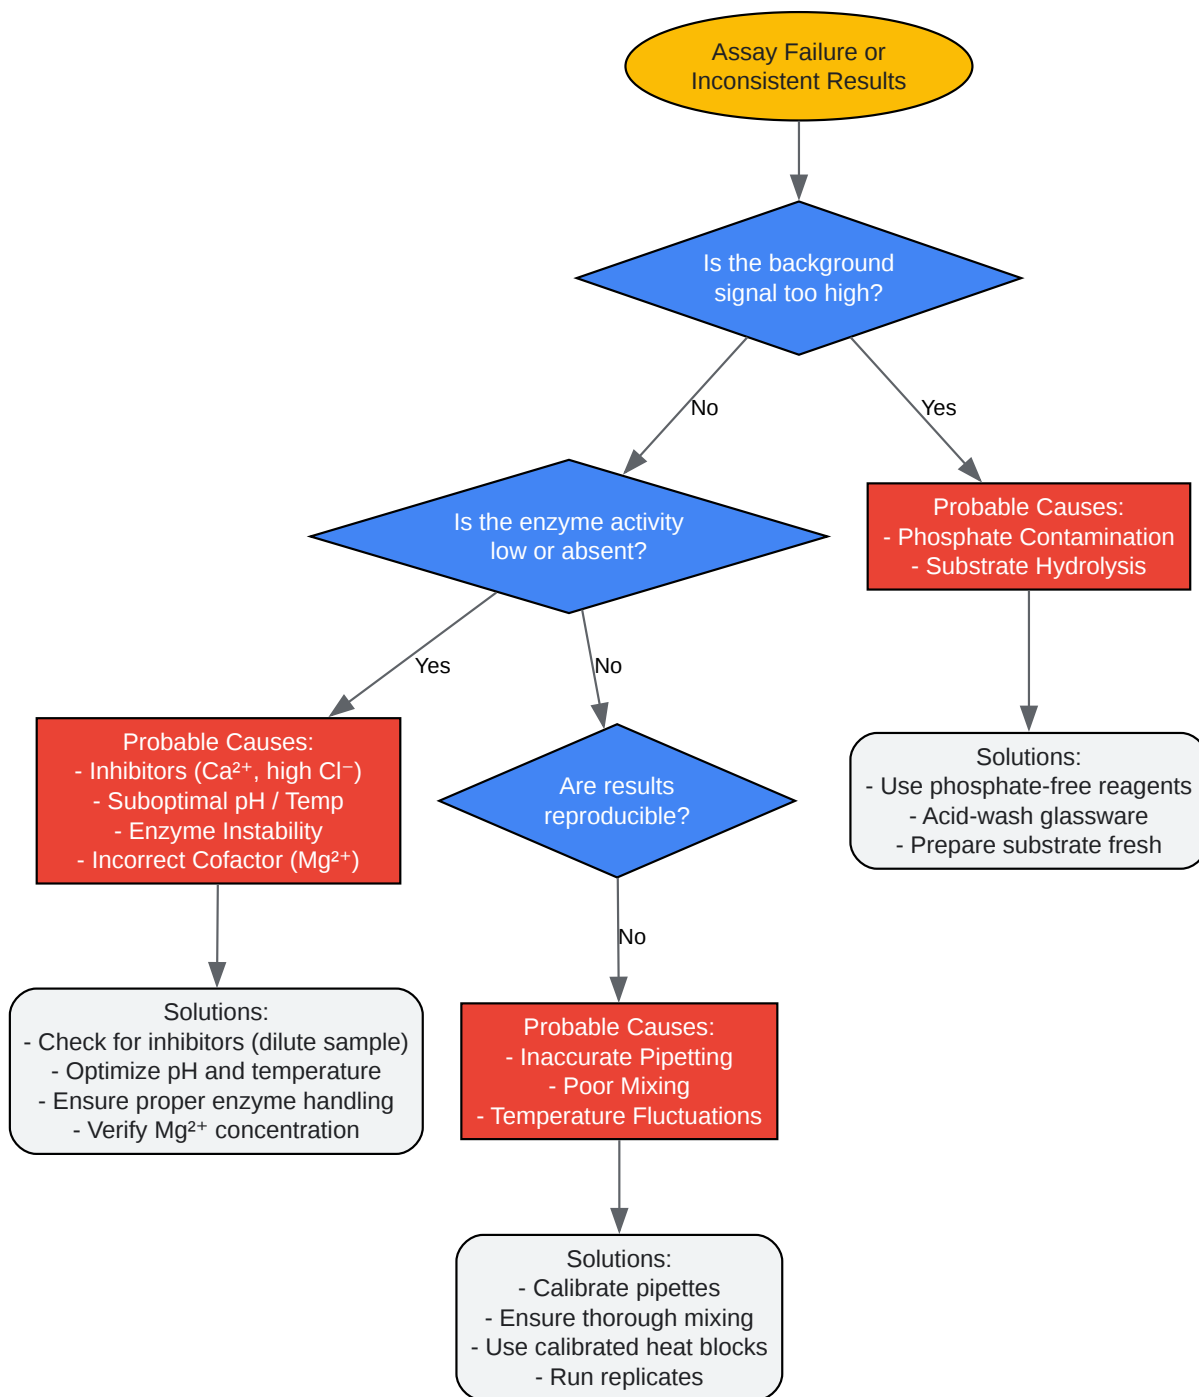 Assay Failure or
Inconsistent Results
Is the background
signal too high?
No
Yes
Is the enzyme activity
low or absent?
Probable Causes:
- Phosphate Contamination
- Substrate Hydrolysis
Yes
No
Probable Causes:
- Inhibitors (Ca²⁺, high Cl⁻)
- Suboptimal pH / Temp
- Enzyme Instability
- Incorrect Cofactor (Mg²⁺)
Are results
reproducible?
Solutions:
- Use phosphate-free reagents
- Acid-wash glassware
- Prepare substrate fresh
No
Solutions:
- Check for inhibitors (dilute sample)
- Optimize pH and temperature
- Ensure proper enzyme handling
- Verify Mg²⁺ concentration
Probable Causes:
- Inaccurate Pipetting
- Poor Mixing
- Temperature Fluctuations
Solutions:
- Calibrate pipettes
- Ensure thorough mixing
- Use calibrated heat blocks
- Run replicates